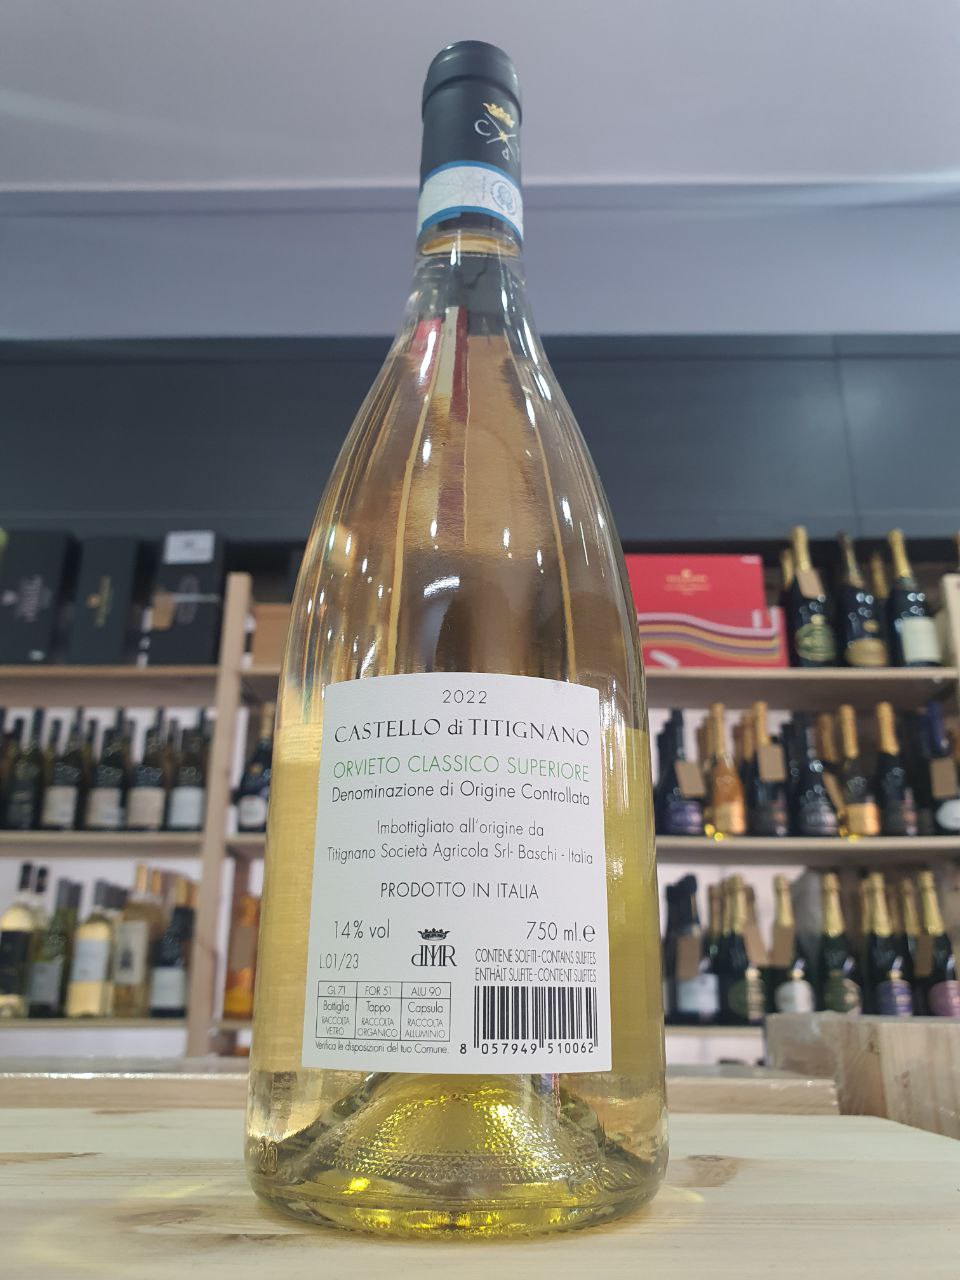 C
2022
CASTELLO di TITIGNANO
ORVIETO CLASSICO SUPERIORE
Denominazione di Origine Controllata
Imbottigliato all'origine da
Titignano Società Agricola Srl- Baschi - Italia
PRODOTTO IN ITALIA
14% vol
750 ml.e
L.01/23
dMR
CONTIENE SOLFITI - CONTAINS SULFITES
ENTHÄLT SULFITE - CONTIENT SULFITES
GL 71 FOR 51 ALU 90
Bottiglia Tappo Capsula
RACCOLTA RACCOLTA RACCOLTA
VETRO ORGANICO ALLUMINIO
Verifica le disposizioni del tuo Comune.
8 057949 510062